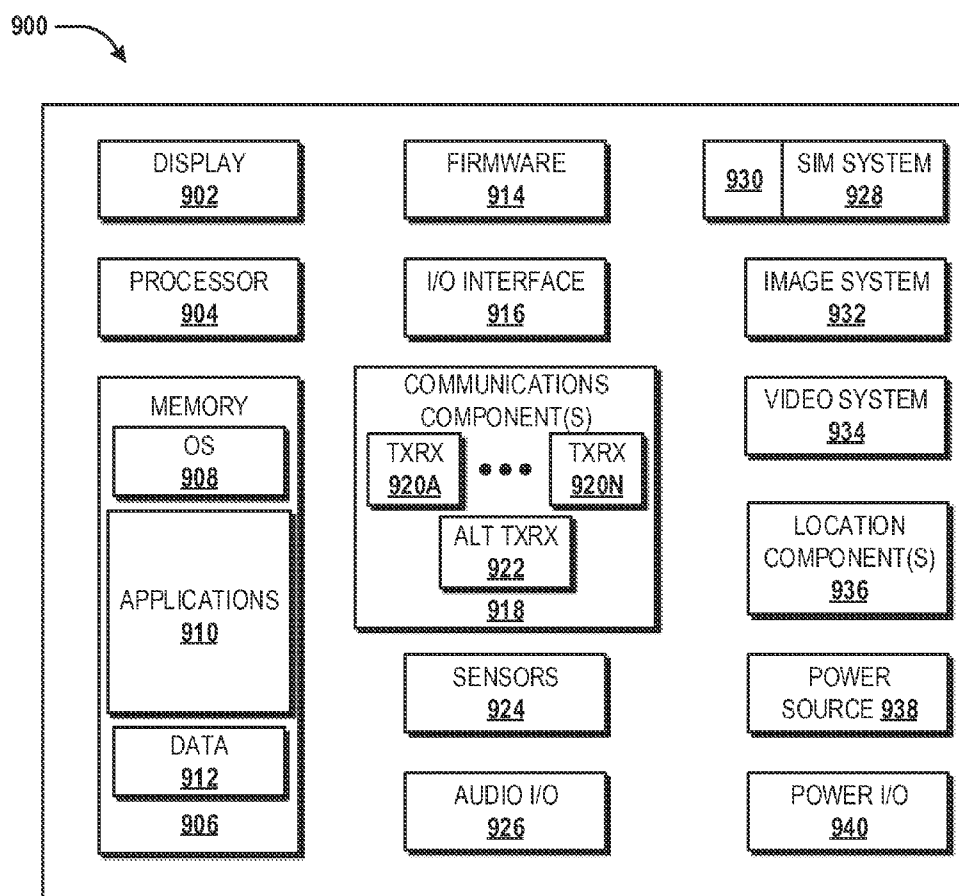 900
DISPLAY
902
PROCESSOR
904
MEMORY
OS
908
APPLICATIONS
910
DATA
912
906
FIRMWARE
914
I/O INTERFACE
916
COMMUNICATIONS
COMPONENT(S)
TXRX
920A
TXRX
920N
ALT TXRX
922
918
SENSORS
924
AUDIO I/O
926
930
SIM SYSTEM
928
IMAGE SYSTEM
932
VIDEO SYSTEM
934
LOCATION
COMPONENT(S)
936
POWER
SOURCE 938
POWER I/O
940